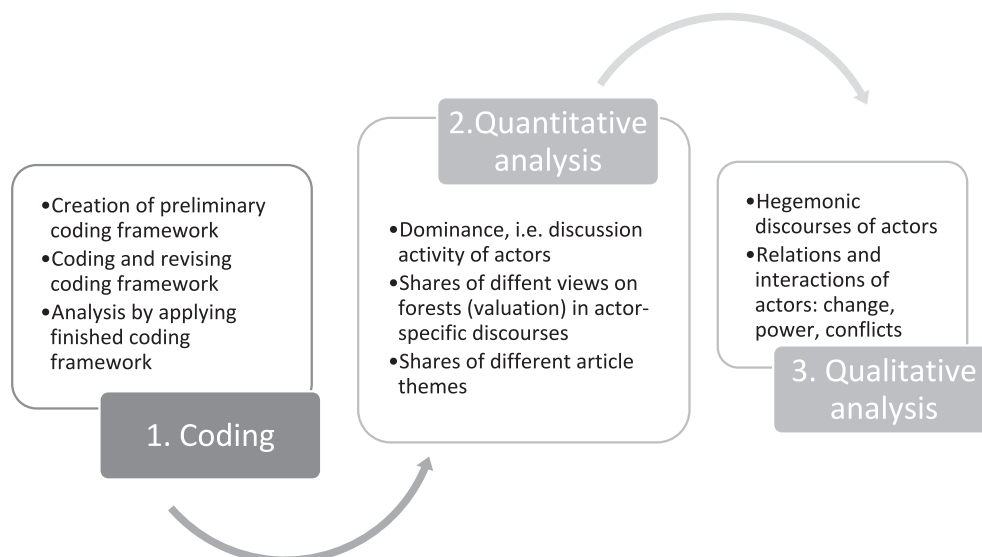 •Creation of preliminary
coding framework
•Coding and revising
coding framework
•Analysis by applying
finished coding
framework
1. Coding
2.Quantitative
analysis
•Dominance, i.e. discussion
activity of actors
•Shares of diffent views on
forests (valuation) in actor-
specific discourses
•Shares of different article
themes
•Hegemonic
discourses of actors
•Relations and
interactions of
actors: change,
power, conflicts
3. Qualitative
analysis